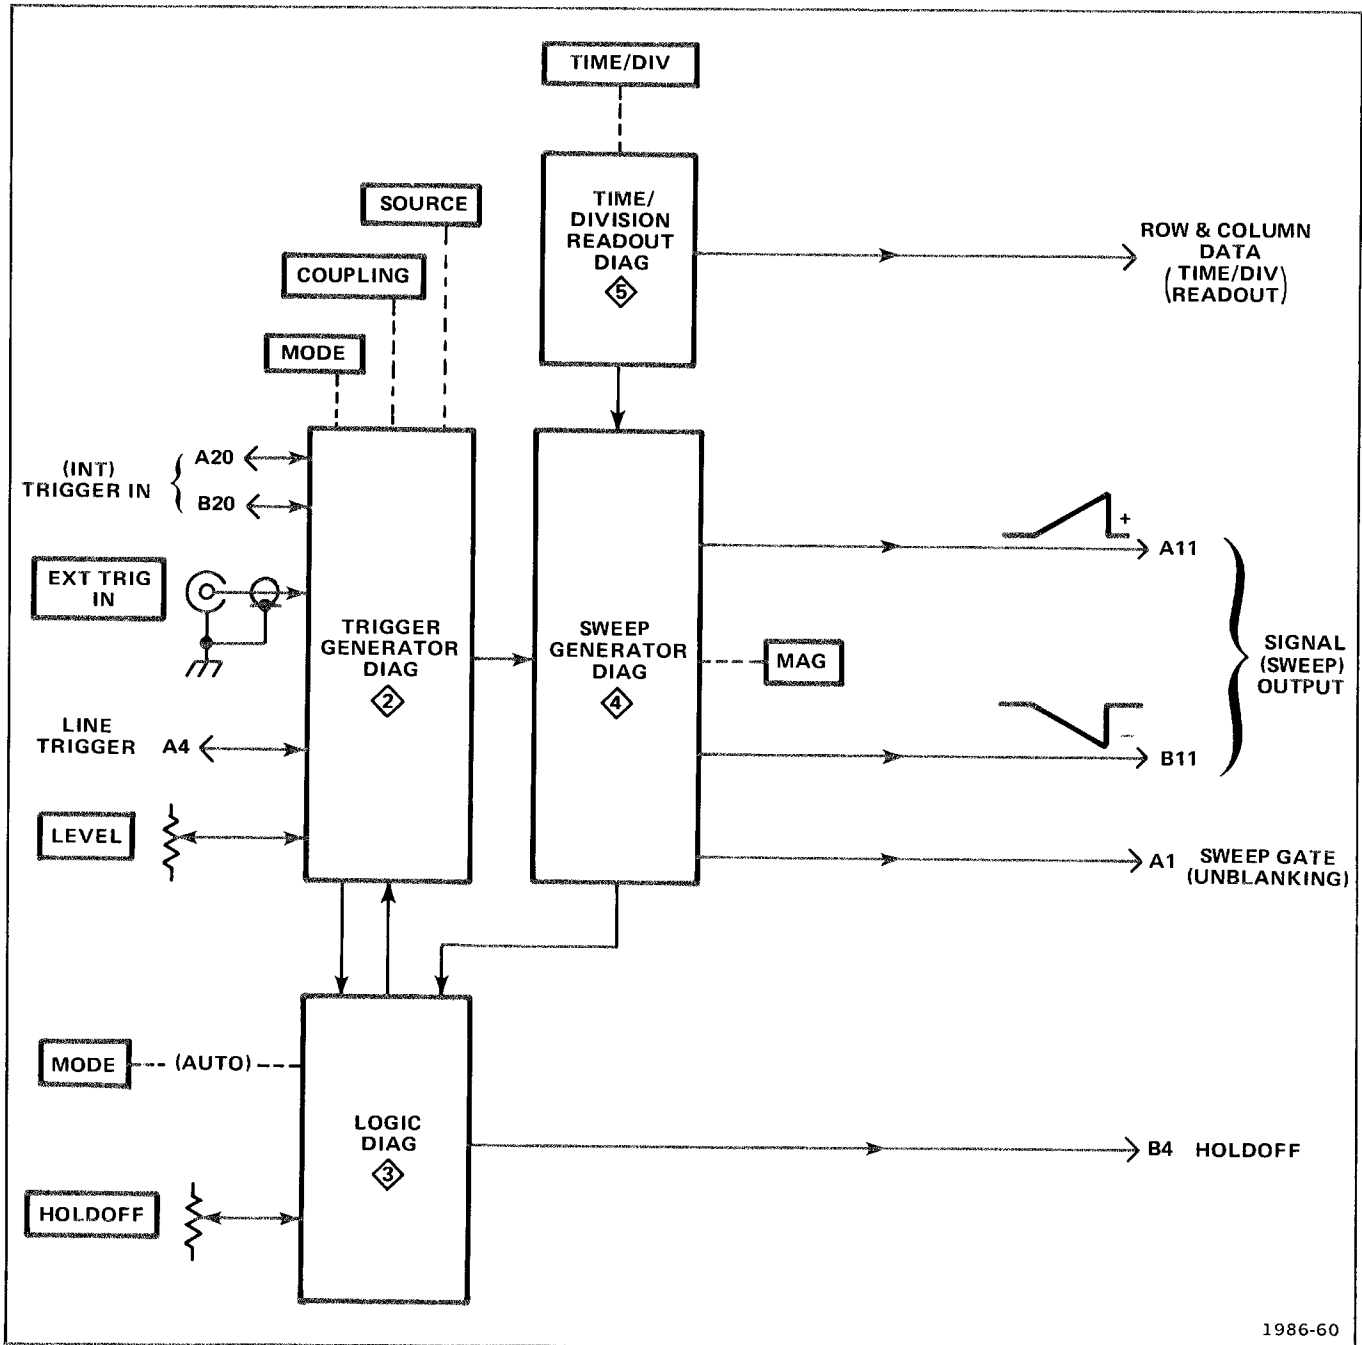 TIME/DIV
TIME/
DIVISION
READOUT
DIAG
5
SOURCE
COUPLING
MODE
ROW & COLUMN
DATA
(TIME/DIV
READOUT)
(INT)
TRIGGER IN
A20
B20
EXT TRIG
IN
LINE
TRIGGER
A4
LEVEL
TRIGGER
GENERATOR
DIAG
2
SWEEP
GENERATOR
DIAG
4
MAG
+
A11
−
B11
SIGNAL
(SWEEP)
OUTPUT
A1
SWEEP GATE
(UNBLANKING)
MODE
(AUTO)
LOGIC
DIAG
3
HOLDOFF
B4 HOLDOFF
1986-60